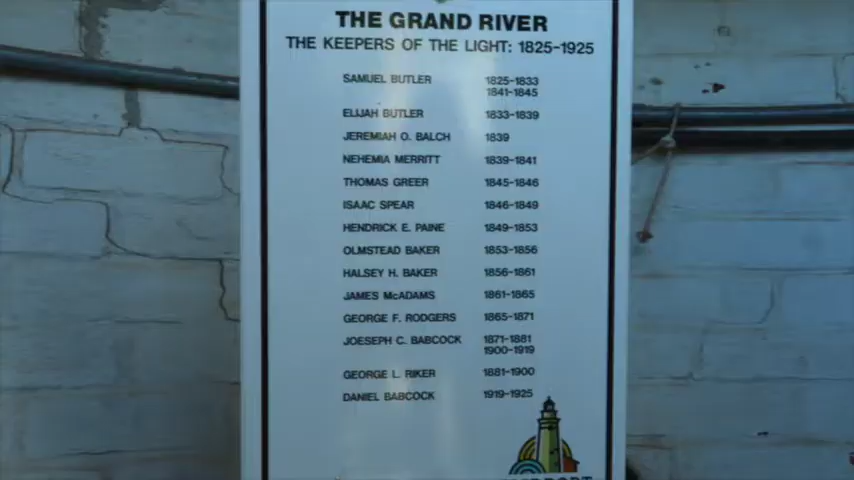 THE GRAND RIVER
THE KEEPERS OF THE LIGHT: 1825-1925
SAMUEL BUTLER 1825-1833
1841-1845
ELIJAH BUTLER 1833-1839
JEREMIAH O. BALCH 1839
NEHEMIA MERRITT 1839-1841
THOMAS GREER 1845-1846
ISAAC SPEAR 1846-1849
HENDRICK E. PAINE 1849-1853
OLMSTEAD BAKER 1853-1856
HALSEY H. BAKER 1856-1861
JAMES McADAMS 1861-1865
GEORGE F. RODGERS 1865-1871
JOESEPH C. BABCOCK 1871-1881
1900-1919
GEORGE L. RIKER 1881-1900
DANIEL BABCOCK 1919-1925